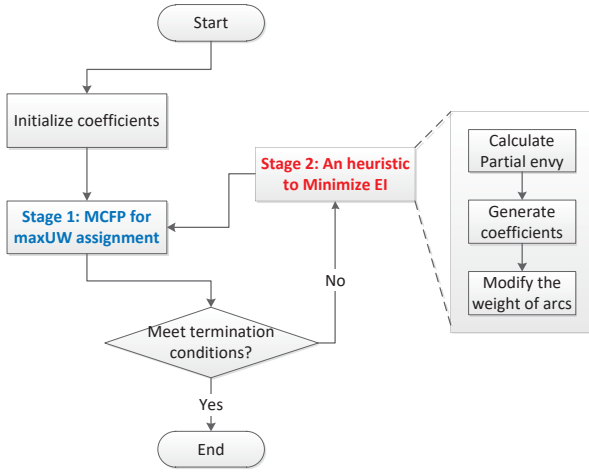 Start
Initialize coefficients
Stage 1: MCFP for
maxUW assignment
Stage 2: An heuristic
to Minimize EI
Calculate
Partial envy
Generate
coefficients
Modify the
weight of arcs
No
Meet termination
conditions?
Yes
End